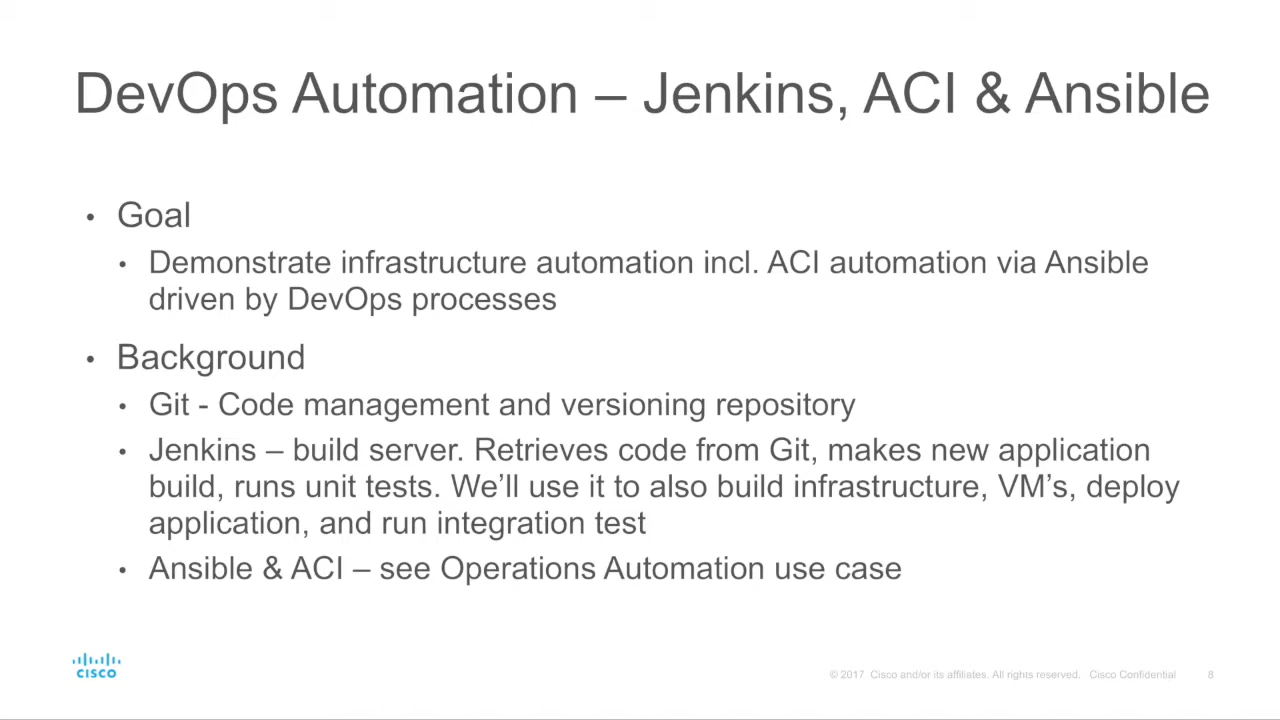 DevOps Automation – Jenkins, ACI & Ansible
• Goal
• Demonstrate infrastructure automation incl. ACI automation via Ansible
driven by DevOps processes
• Background
• Git - Code management and versioning repository
• Jenkins – build server. Retrieves code from Git, makes new application
build, runs unit tests. We’ll use it to also build infrastructure, VM’s, deploy
application, and run integration test
• Ansible & ACI – see Operations Automation use case
CISCO
© 2017 Cisco and/or its affiliates. All rights reserved. Cisco Confidential 8